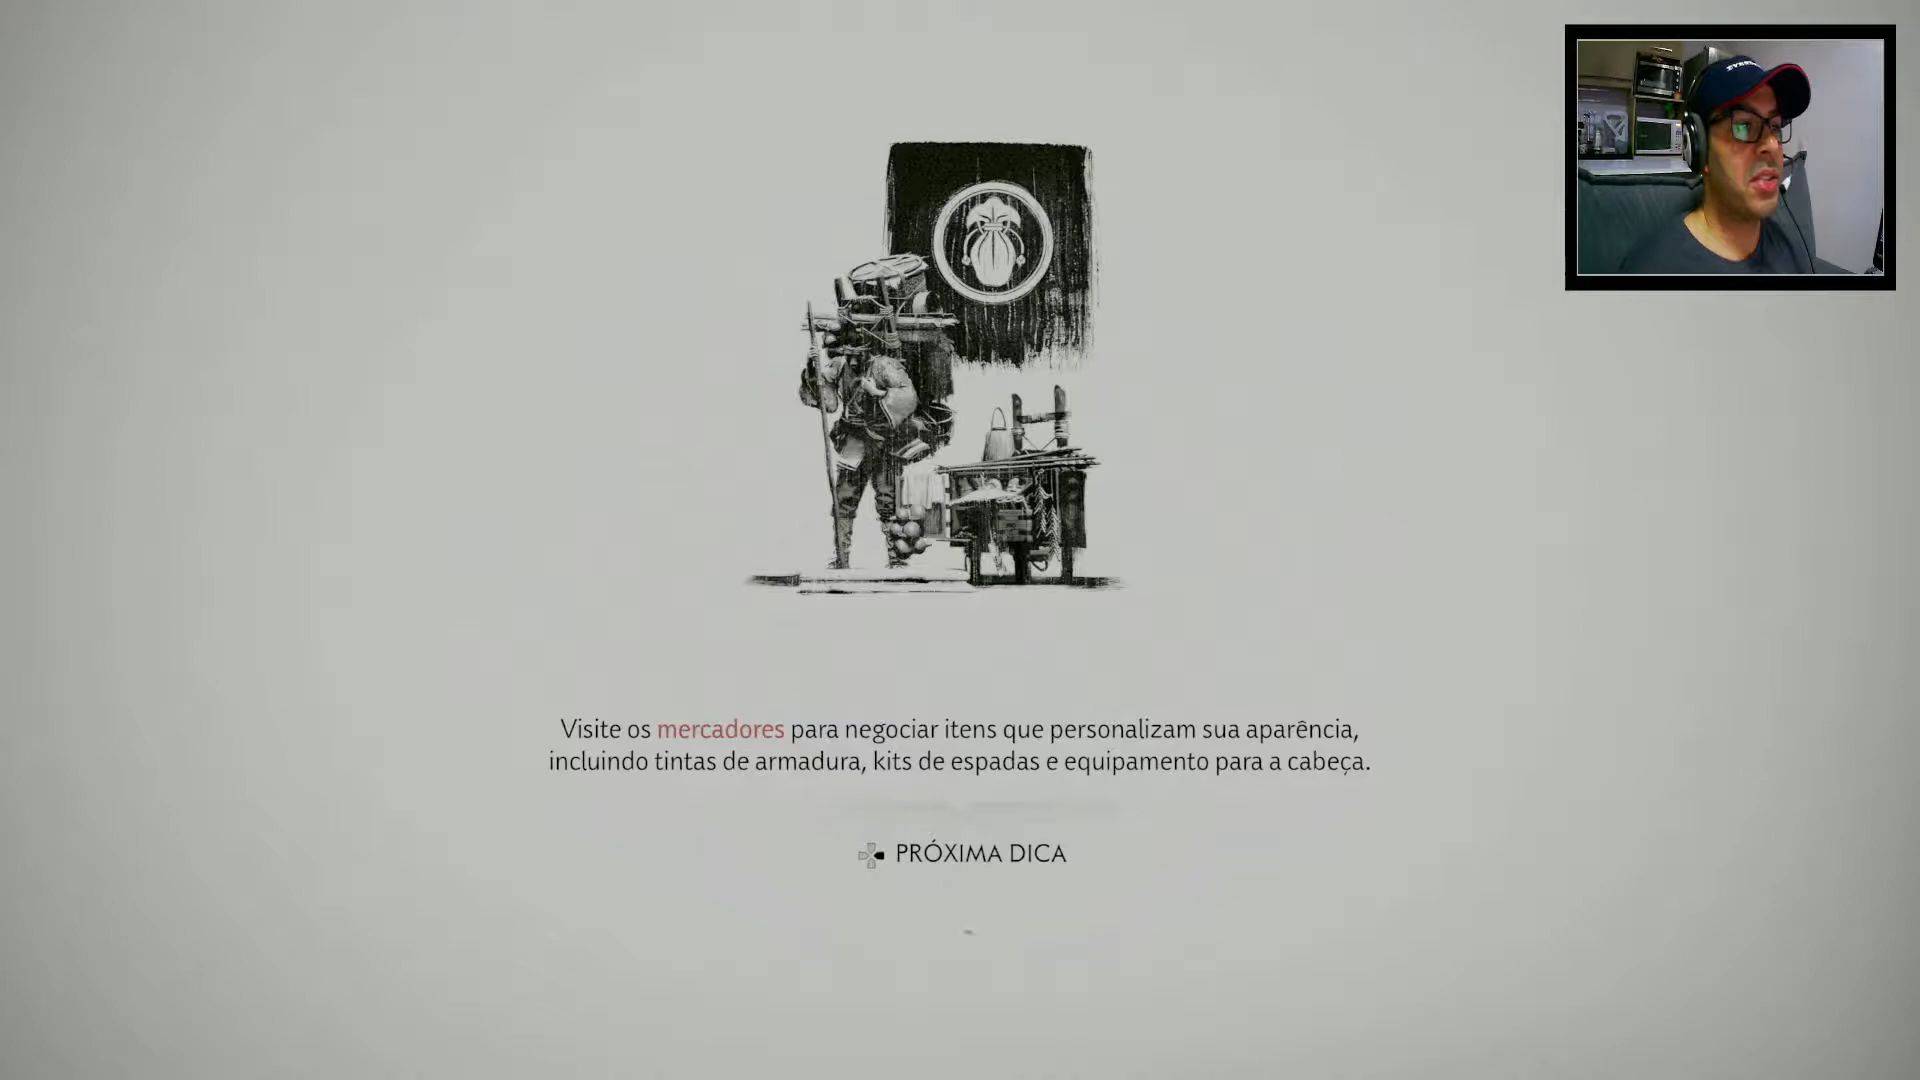 Visite os mercadores para negociar itens que personalizam sua aparência,
incluindo tintas de armadura, kits de espadas e equipamento para a cabeça.
PRÓXIMA DICA